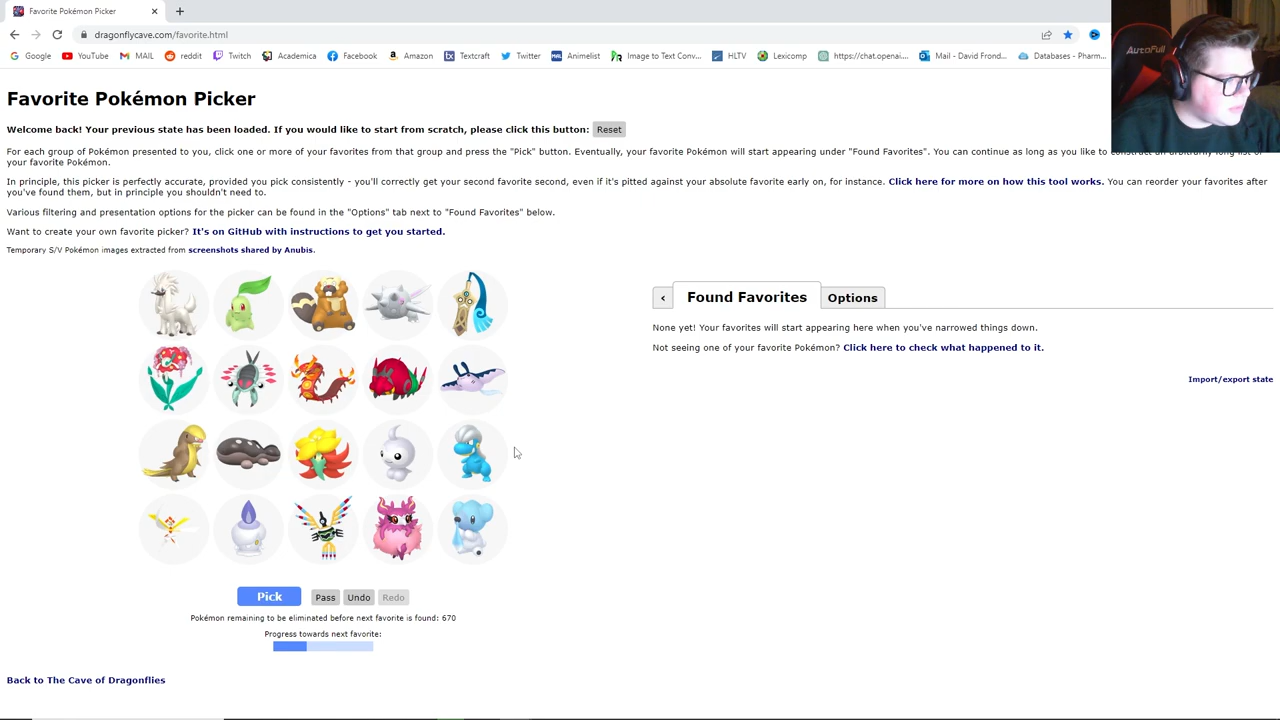 Favorite Pokémon Picker
dragonflycave.com/favorite.html
Google YouTube MAIL reddit Twitch Academica Facebook Amazon Textcraft Twitter Animelist Image to Text Conv... HLTV Lexicomp https://chat.openai.... Mail - David Frond... Databases - Pharm...
Favorite Pokémon Picker
Welcome back! Your previous state has been loaded. If you would like to start from scratch, please click this button: Reset
For each group of Pokémon presented to you, click one or more of your favorites from that group and press the "Pick" button. Eventually, your favorite Pokémon will start appearing under "Found Favorites". You can continue as long as you like to
your favorite Pokémon.
In principle, this picker is perfectly accurate, provided you pick consistently - you'll correctly get your second favorite second, even if it's pitted against your absolute favorite early on, for instance. Click here for more on how this tool works. You can reorder your favorites after
you've found them, but in principle you shouldn't need to.
Various filtering and presentation options for the picker can be found in the "Options" tab next to "Found Favorites" below.
Want to create your own favorite picker? It's on GitHub with instructions to get you started.
Temporary S/V Pokémon images extracted from screenshots shared by Anubis.
‹ Found Favorites Options
None yet! Your favorites will start appearing here when you've narrowed things down.
Not seeing one of your favorite Pokémon? Click here to check what happened to it.
Import/export state
Pick Pass Undo Redo
Pokémon remaining to be eliminated before next favorite is found: 670
Progress towards next favorite:
Back to The Cave of Dragonflies
AutoFull